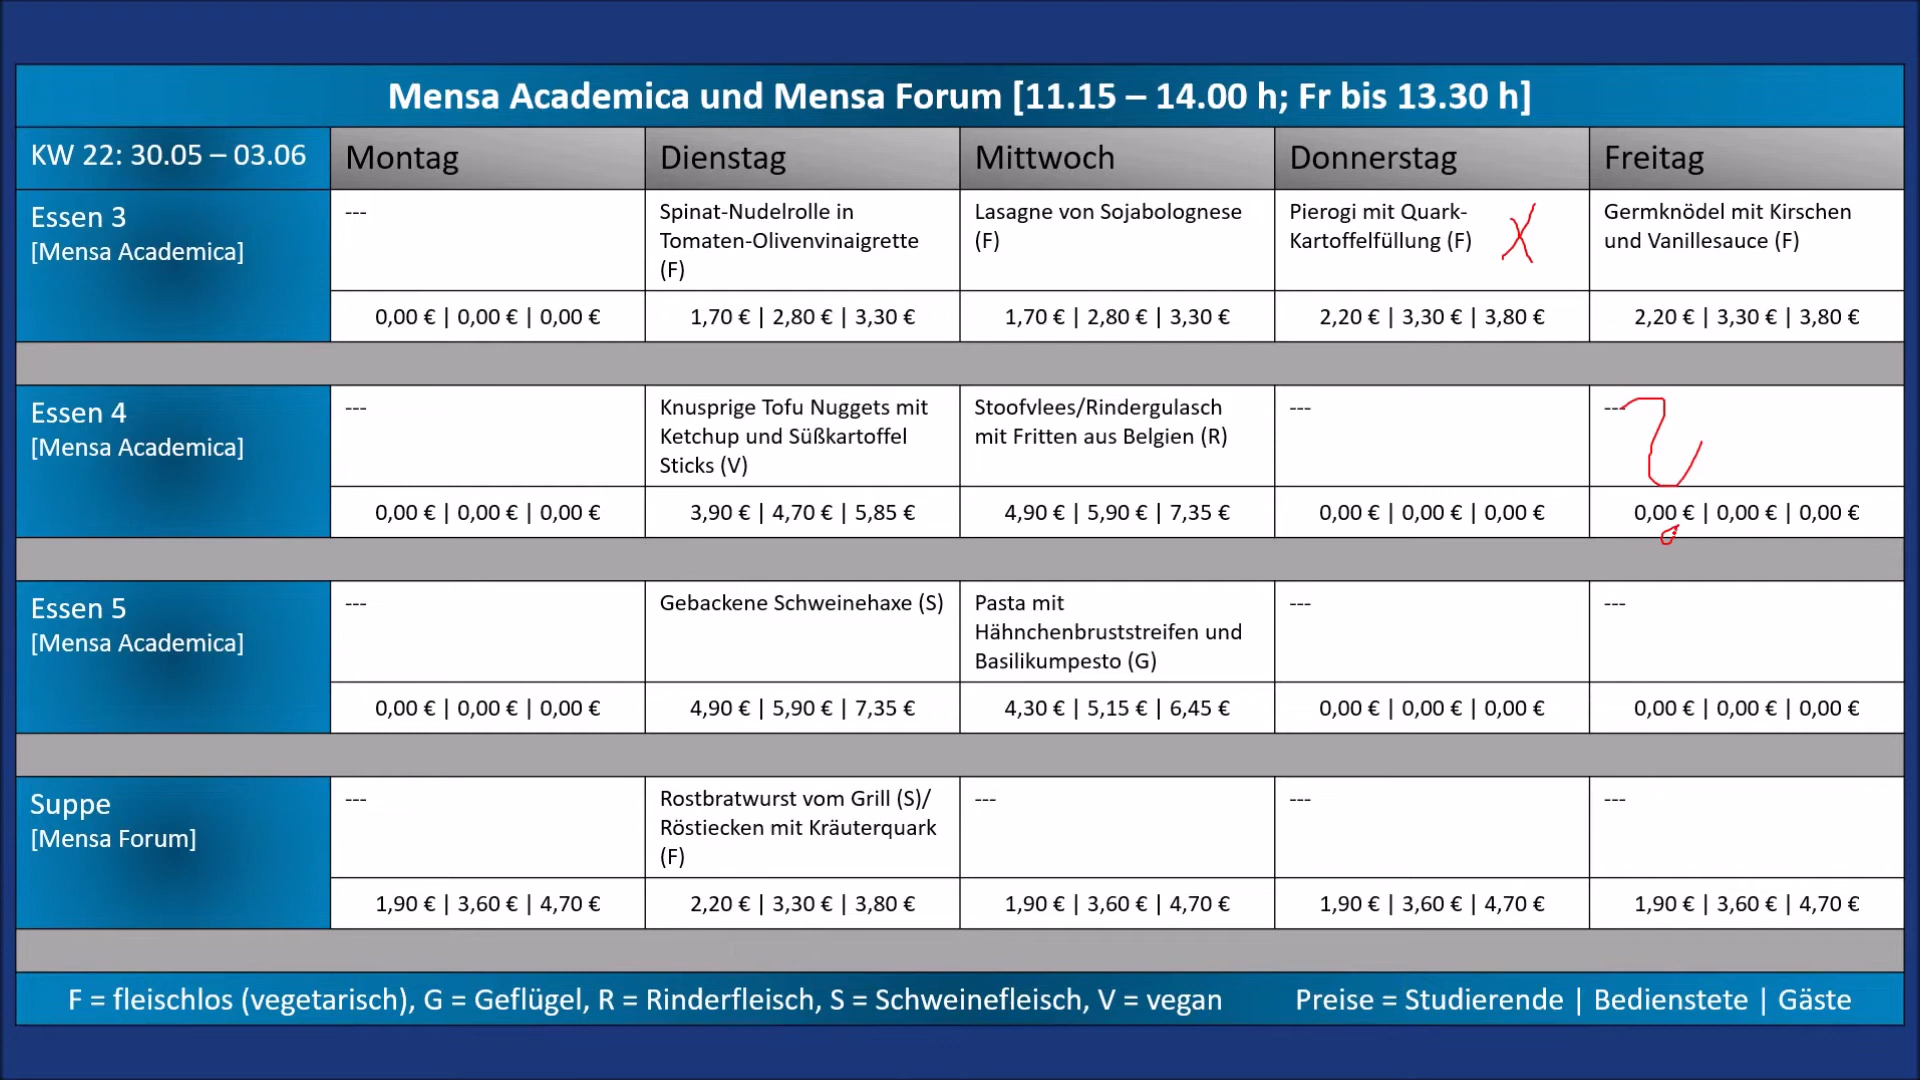 Mensa Academica und Mensa Forum [11.15 – 14.00 h; Fr bis 13.30 h]
KW 22: 30.05 – 03.06
Montag
Dienstag
Mittwoch
Donnerstag
Freitag
Essen 3
[Mensa Academica]
---
Spinat-Nudelrolle in
Tomaten-Olivenvinaigrette
(F)
Lasagne von Sojabolognese
(F)
Pierogi mit Quark-
Kartoffelfüllung (F)
Germknödel mit Kirschen
und Vanillesauce (F)
0,00 € | 0,00 € | 0,00 €
1,70 € | 2,80 € | 3,30 €
1,70 € | 2,80 € | 3,30 €
2,20 € | 3,30 € | 3,80 €
2,20 € | 3,30 € | 3,80 €
Essen 4
[Mensa Academica]
---
Knusprige Tofu Nuggets mit
Ketchup und Süßkartoffel
Sticks (V)
Stoofvlees/Rindergulasch
mit Fritten aus Belgien (R)
---
---
0,00 € | 0,00 € | 0,00 €
3,90 € | 4,70 € | 5,85 €
4,90 € | 5,90 € | 7,35 €
0,00 € | 0,00 € | 0,00 €
0,00 € | 0,00 € | 0,00 €
Essen 5
[Mensa Academica]
---
Gebackene Schweinehaxe (S)
Pasta mit
Hähnchenbruststreifen und
Basilikumpesto (G)
---
---
0,00 € | 0,00 € | 0,00 €
4,90 € | 5,90 € | 7,35 €
4,30 € | 5,15 € | 6,45 €
0,00 € | 0,00 € | 0,00 €
0,00 € | 0,00 € | 0,00 €
Suppe
[Mensa Forum]
---
Rostbratwurst vom Grill (S)/
Röstiecken mit Kräuterquark
(F)
---
---
---
1,90 € | 3,60 € | 4,70 €
2,20 € | 3,30 € | 3,80 €
1,90 € | 3,60 € | 4,70 €
1,90 € | 3,60 € | 4,70 €
1,90 € | 3,60 € | 4,70 €
F = fleischlos (vegetarisch), G = Geflügel, R = Rinderfleisch, S = Schweinefleisch, V = vegan
Preise = Studierende | Bedienstete | Gäste